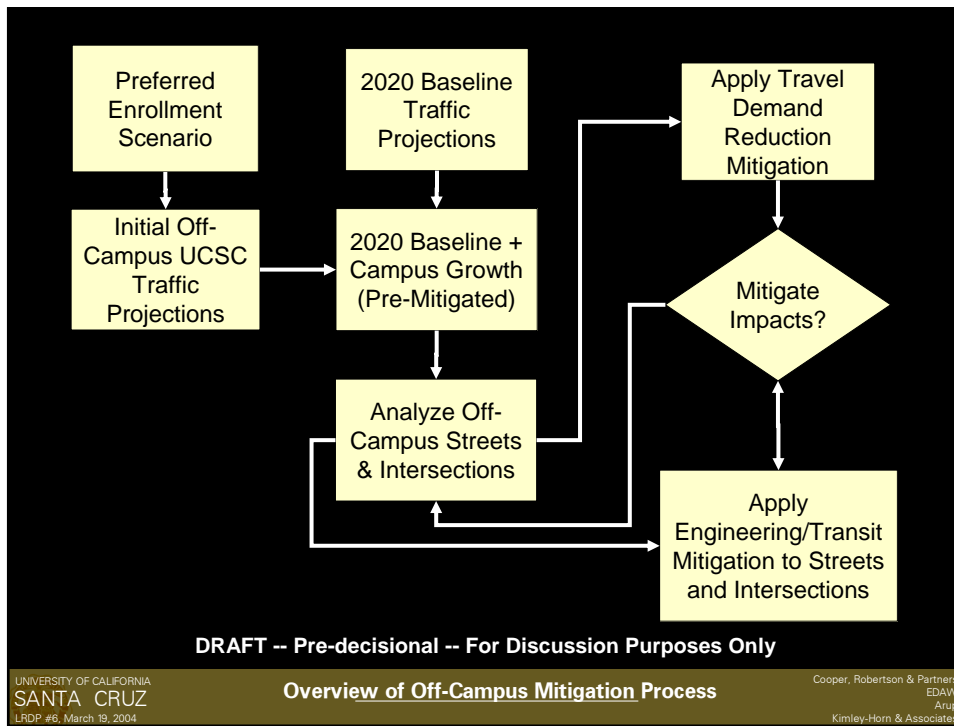 Preferred
Enrollment
Scenario
2020 Baseline
Traffic
Projections
Apply Travel
Demand
Reduction
Mitigation
Initial Off-
Campus UCSC
Traffic
Projections
2020 Baseline +
Campus Growth
(Pre-Mitigated)
Mitigate
Impacts?
Analyze Off-
Campus Streets
& Intersections
Apply
Engineering/Transit
Mitigation to Streets
and Intersections
DRAFT -- Pre-decisional -- For Discussion Purposes Only
UNIVERSITY OF CALIFORNIA
SANTA CRUZ
LRDP #6, March 19, 2004
Overview of Off-Campus Mitigation Process
Cooper, Robertson & Partners
EDAW
Arup
Kimley-Horn & Associates